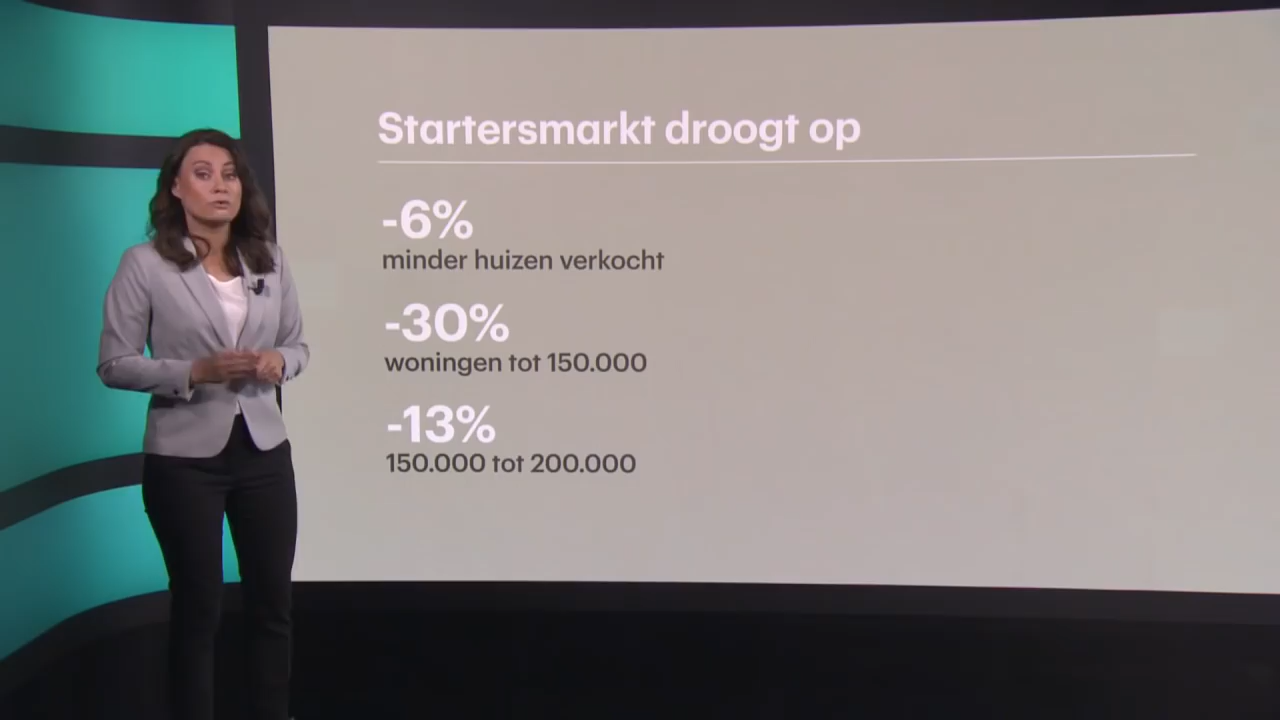 Startersmarkt droogt op
-6%
minder huizen verkocht
-30%
woningen tot 150.000
-13%
150.000 tot 200.000